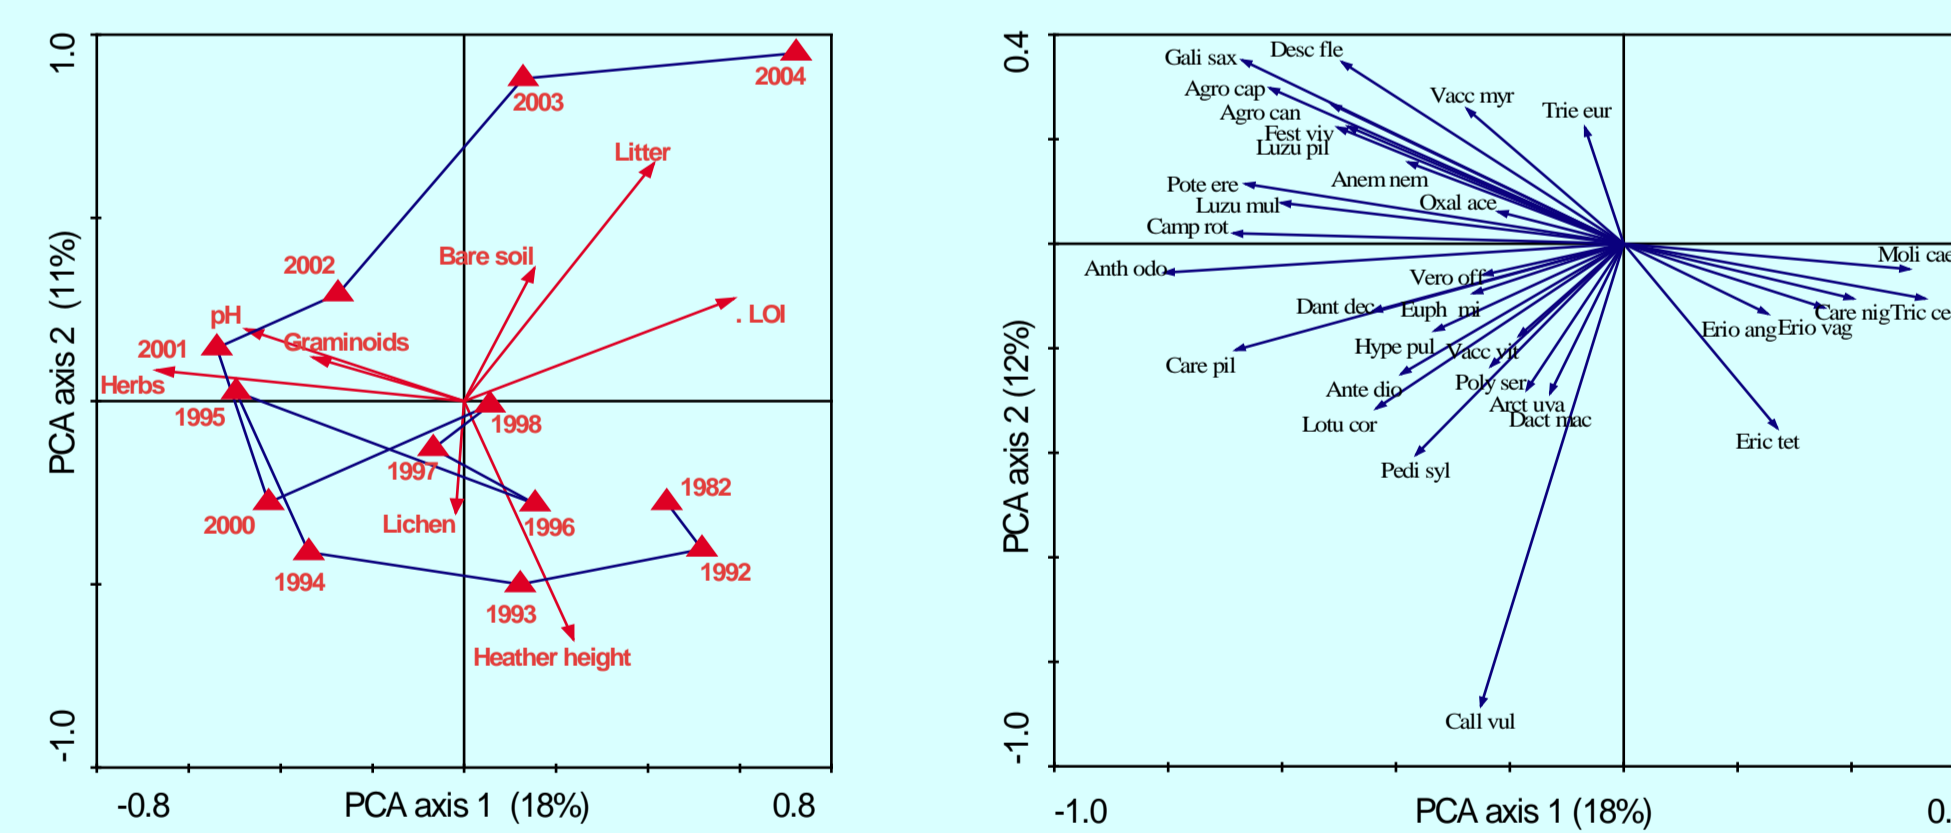 1.0
PCA axis 2 (11%)
-1.0
2004
2003
Litter
Bare soil
2002
pH
. LOI
Graminoids
2001
Herbs
1995
1998
1997
1982
Lichen
1996
2000
1992
1994
1993
Heather height
-0.8
PCA axis 1 (18%)
0.8
0.4
PCA axis 2 (12%)
-1.0
Desc fle
Gali sax
Agro cap
Vacc myr
Agro can
Trie eur
Fest viv
Luzu pil
Anem nem
Pote ere
Oxal ace
Luzu mul
Camp rot
Moli cae
Anth odo
Vero off
Dant dec
Euph mi
Care nig
Tric ce
Erio ang
Erio vag
Hype pul
Vacc vit
Care pil
Poly ser
Ante dio
Arct uva
Dact mac
Lotu cor
Eric tet
Pedi syl
Call vul
-1.0
PCA axis 1 (18%)
0.